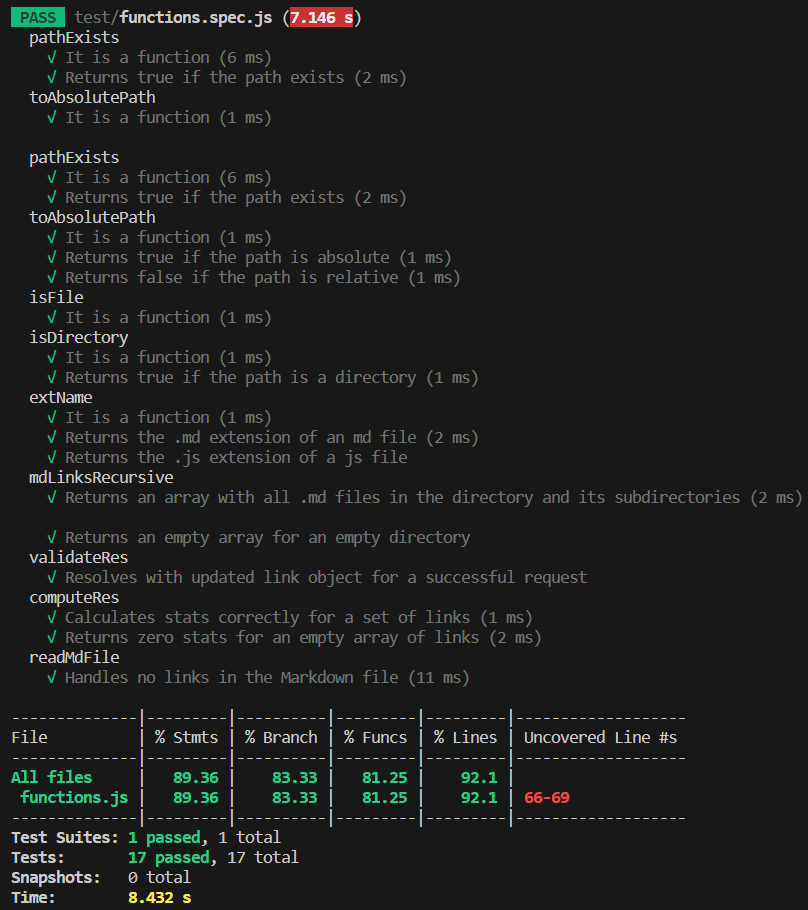 PASS test/functions.spec.js (7.146 s)
pathExists
√ It is a function (6 ms)
√ Returns true if the path exists (2 ms)
toAbsolutePath
√ It is a function (1 ms)
pathExists
√ It is a function (6 ms)
√ Returns true if the path exists (2 ms)
toAbsolutePath
√ It is a function (1 ms)
√ Returns true if the path is absolute (1 ms)
√ Returns false if the path is relative (1 ms)
isFile
√ It is a function (1 ms)
isDirectory
√ It is a function (1 ms)
√ Returns true if the path is a directory (1 ms)
extName
√ It is a function (1 ms)
√ Returns the .md extension of an md file (2 ms)
√ Returns the .js extension of a js file
mdLinksRecursive
√ Returns an array with all .md files in the directory and its subdirectories (2 ms)
√ Returns an empty array for an empty directory
validateRes
√ Resolves with updated link object for a successful request
computeRes
√ Calculates stats correctly for a set of links (1 ms)
√ Returns zero stats for an empty array of links (2 ms)
readMdFile
√ Handles no links in the Markdown file (11 ms)
--------------|---------|----------|---------|---------|-------------------
File          | % Stmts | % Branch | % Funcs | % Lines | Uncovered Line #s
--------------|---------|----------|---------|---------|-------------------
All files     |   89.36 |    83.33 |   81.25 |    92.1 |
functions.js |   89.36 |    83.33 |   81.25 |    92.1 | 66-69
--------------|---------|----------|---------|---------|-------------------
Test Suites: 1 passed, 1 total
Tests:       17 passed, 17 total
Snapshots:   0 total
Time:        8.432 s